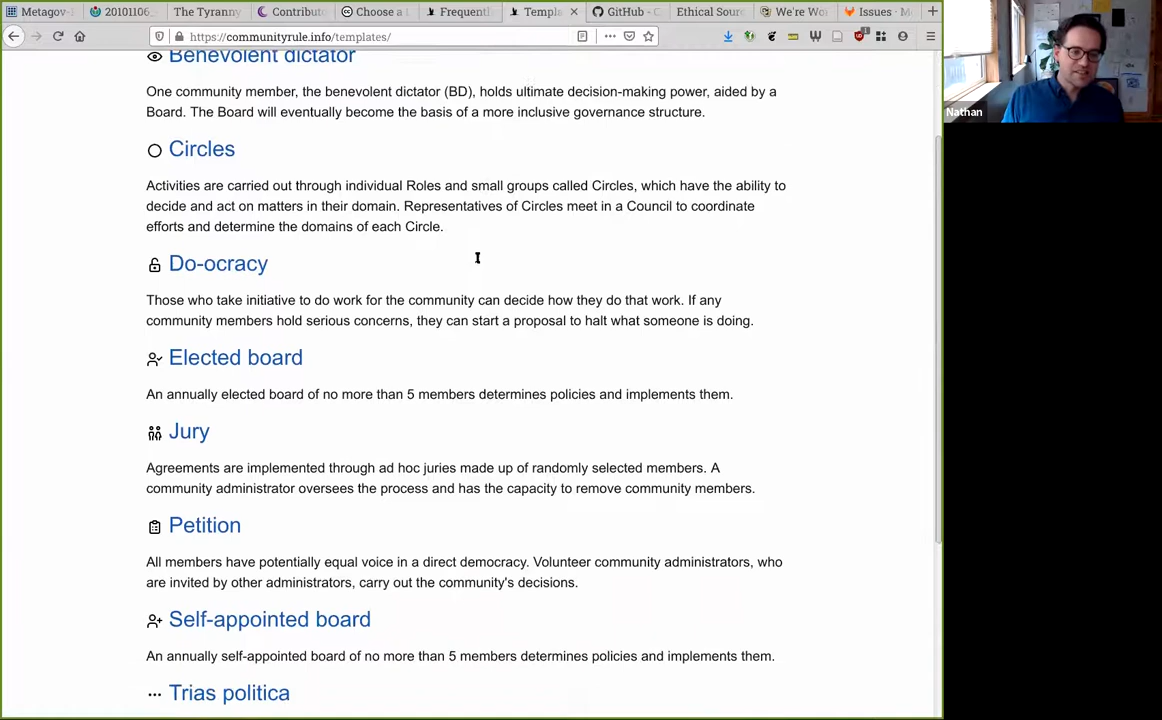 Metagov
20101106
The Tyranny
Contribut
Choose a
Frequentl
Templa
GitHub - C
Ethical Sour
We're Wo
Issues · M
https://communityrule.info/templates/
Nathan
Benevolent dictator
One community member, the benevolent dictator (BD), holds ultimate decision-making power, aided by a
Board. The Board will eventually become the basis of a more inclusive governance structure.
Circles
Activities are carried out through individual Roles and small groups called Circles, which have the ability to
decide and act on matters in their domain. Representatives of Circles meet in a Council to coordinate
efforts and determine the domains of each Circle.
Do-ocracy
Those who take initiative to do work for the community can decide how they do that work. If any
community members hold serious concerns, they can start a proposal to halt what someone is doing.
Elected board
An annually elected board of no more than 5 members determines policies and implements them.
Jury
Agreements are implemented through ad hoc juries made up of randomly selected members. A
community administrator oversees the process and has the capacity to remove community members.
Petition
All members have potentially equal voice in a direct democracy. Volunteer community administrators, who
are invited by other administrators, carry out the community's decisions.
Self-appointed board
An annually self-appointed board of no more than 5 members determines policies and implements them.
Trias politica